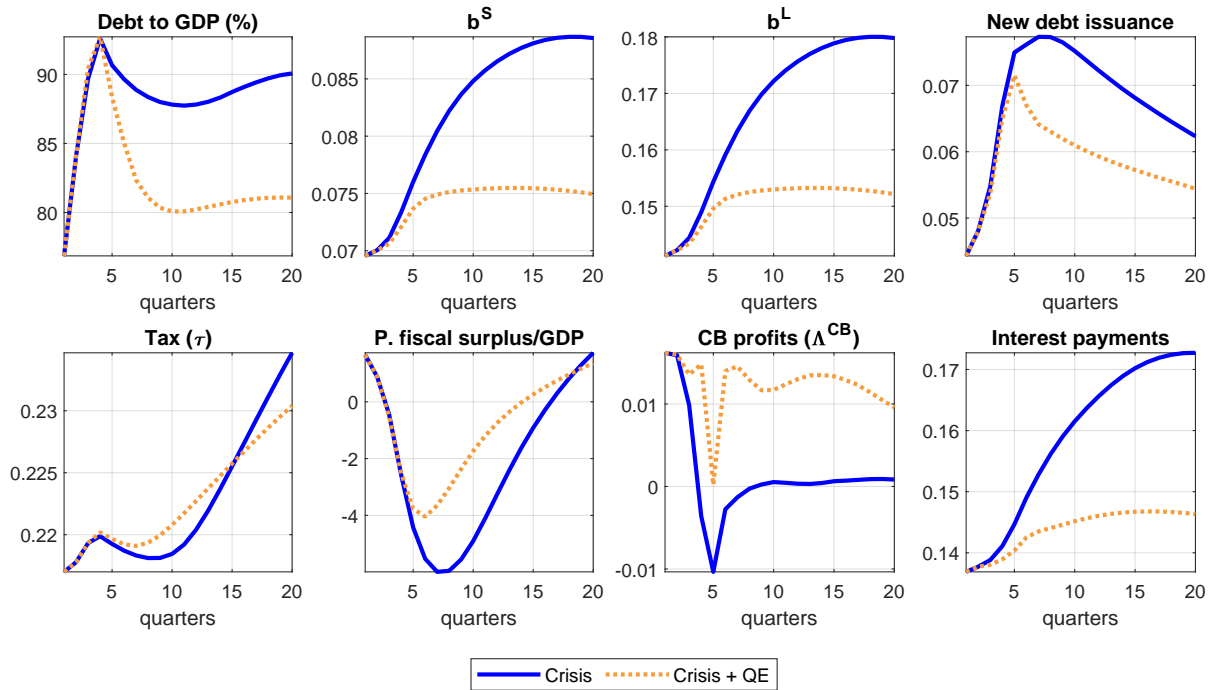 Debt to GDP (%)
90
85
80
5 10 15 20
quarters
b^S
0.085
0.08
0.075
0.07
5 10 15 20
quarters
b^L
0.18
0.17
0.16
0.15
5 10 15 20
quarters
New debt issuance
0.07
0.06
0.05
5 10 15 20
quarters
Tax (τ)
0.23
0.225
0.22
5 10 15 20
quarters
P. fiscal surplus/GDP
0
-2
-4
5 10 15 20
quarters
CB profits (Λ^CB)
0.01
0
-0.01
5 10 15 20
quarters
Interest payments
0.17
0.16
0.15
0.14
5 10 15 20
quarters
Crisis Crisis + QE